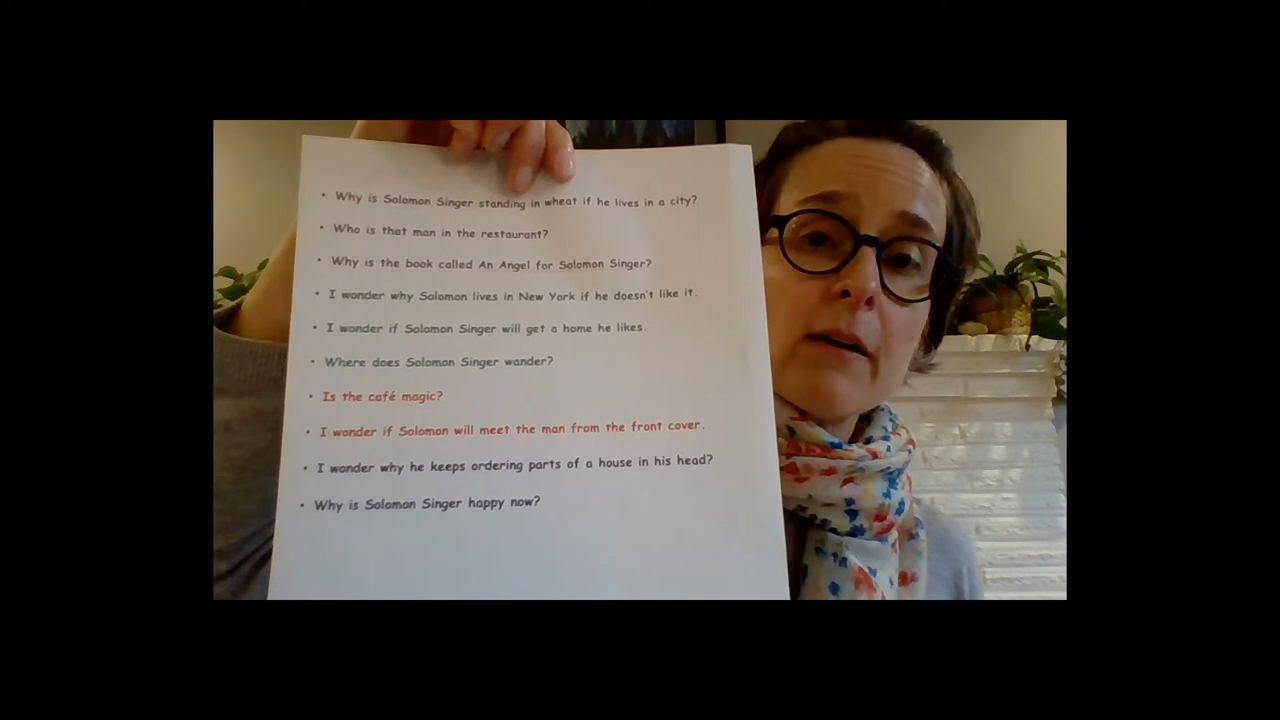 • Why is Solomon Singer standing in wheat if he lives in a city?
• Who is that man in the restaurant?
• Why is the book called An Angel for Solomon Singer?
• I wonder why Solomon lives in New York if he doesn't like it.
• I wonder if Solomon Singer will get a home he likes.
• Where does Solomon Singer wander?
• Is the café magic?
• I wonder if Solomon will meet the man from the front cover.
• I wonder why he keeps ordering parts of a house in his head?
• Why is Solomon Singer happy now?